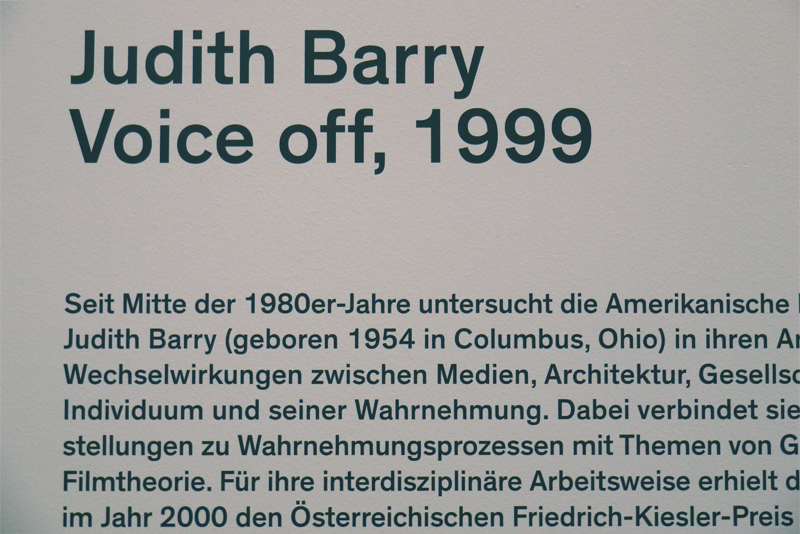 Judith Barry
Voice off, 1999
Seit Mitte der 1980er-Jahre untersucht die Amerikanische
Judith Barry (geboren 1954 in Columbus, Ohio) in ihren
Wechselwirkungen zwischen Medien, Architektur,
Individuum und seiner Wahrnehmung. Dabei verbindet sie
stellungen zu Wahrnehmungsprozessen mit Themen von
Filmtheorie. Für ihre interdisziplinäre Arbeitsweise erhielt
im Jahr 2000 den Österreichischen Friedrich-Kiesler-Preis